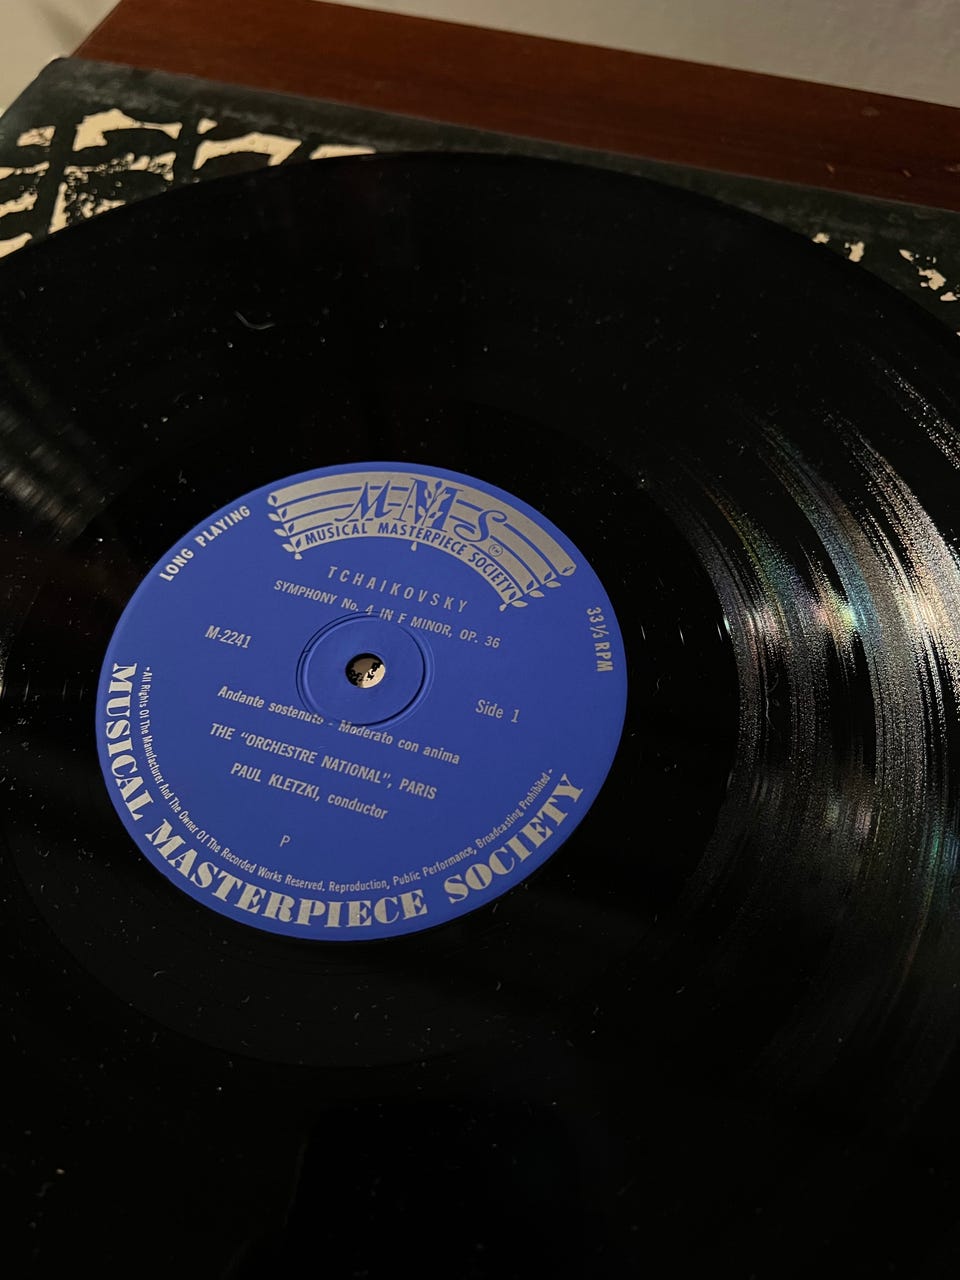 M·M·S
MUSICAL MASTERPIECE SOCIETY
TM
LONG PLAYING
33⅓ RPM
TCHAIKOVSKY
SYMPHONY No. 4 IN F MINOR, OP. 36
M-2241
Side 1
Andante sostenuto - Moderato con anima
THE "ORCHESTRE NATIONAL", PARIS
PAUL KLETZKI, conductor
P
•All Rights Of The Manufacturer And The Owner Of The Recorded Works Reserved. Reproduction, Public Performance, Broadcasting Prohibited•
MUSICAL MASTERPIECE SOCIETY